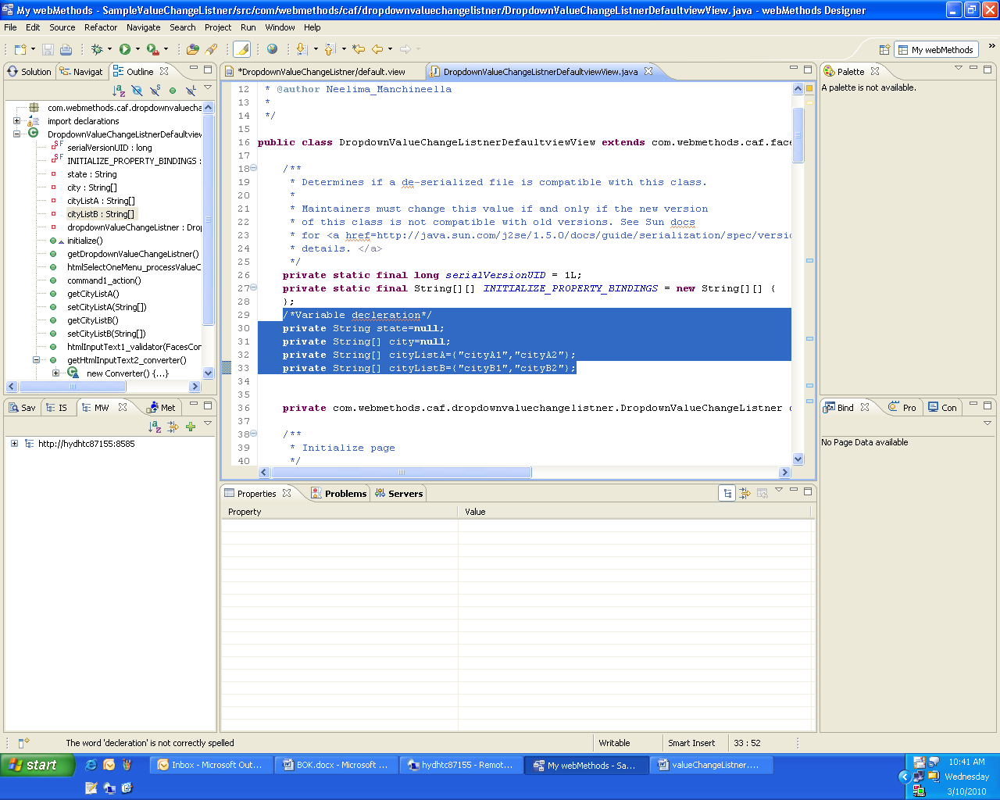 My webMethods - SampleValueChangeListner/src/com/webmethods/caf/dropdownvaluechangelistner/DropdownValueChangeListnerDefaultviewView.java - webMethods Designer
File Edit Source Refactor Navigate Search Project Run Window Help
My webMethods
Solution Navigat Outline
com.webmethods.caf.dropdownvaluecha
import declarations
DropdownValueChangeListnerDefaultview
serialVersionUID : long
INITIALIZE_PROPERTY_BINDINGS :
state : String
city : String[]
cityListA : String[]
cityListB : String[]
dropdownValueChangeListner : Drop
initialize()
getDropdownValueChangeListner()
htmlSelectOneMenu_processValueC
command1_action()
getCityListA()
setCityListA(String[])
getCityListB()
setCityListB(String[])
htmlInputText1_validator(FacesCon
getHtmlInputText2_converter()
new Converter() {...}
*DropdownValueChangeListner/default.view DropdownValueChangeListnerDefaultviewView.java
12 * @author Neelima_Manchineella
13 *
14 */
15
16 public class DropdownValueChangeListnerDefaultviewView extends com.webmethods.caf.face
17
18 /**
19 * Determines if a de-serialized file is compatible with this class.
20 *
21 * Maintainers must change this value if and only if the new version
22 * of this class is not compatible with old versions. See Sun docs
23 * for <a href=http://java.sun.com/j2se/1.5.0/docs/guide/serialization/spec/versio
24 * details. </a>
25 */
26 private static final long serialVersionUID = 1L;
27 private static final String[][] INITIALIZE_PROPERTY_BINDINGS = new String[][] {
28 };
29 /*Variable decleration*/
30 private String state=null;
31 private String[] city=null;
32 private String[] cityListA={"cityA1","cityA2"};
33 private String[] cityListB={"cityB1","cityB2"};
34
35
36 private com.webmethods.caf.dropdownvaluechangelistner.DropdownValueChangeListner
37
38 /**
39 * Initialize page
40 */
Palette
A palette is not available.
Sav IS MW Met
http://hydhtc87155:8585
Properties Problems Servers
Property Value
Bind Pro Con
No Page Data available
The word 'decleration' is not correctly spelled Writable Smart Insert 33 : 52
start Inbox - Microsoft Out... BOK.docx - Microsoft ... hydhtc87155 - Remot... My webMethods - Sa... valueChangeListner....
10:41 AM
Wednesday
3/10/2010